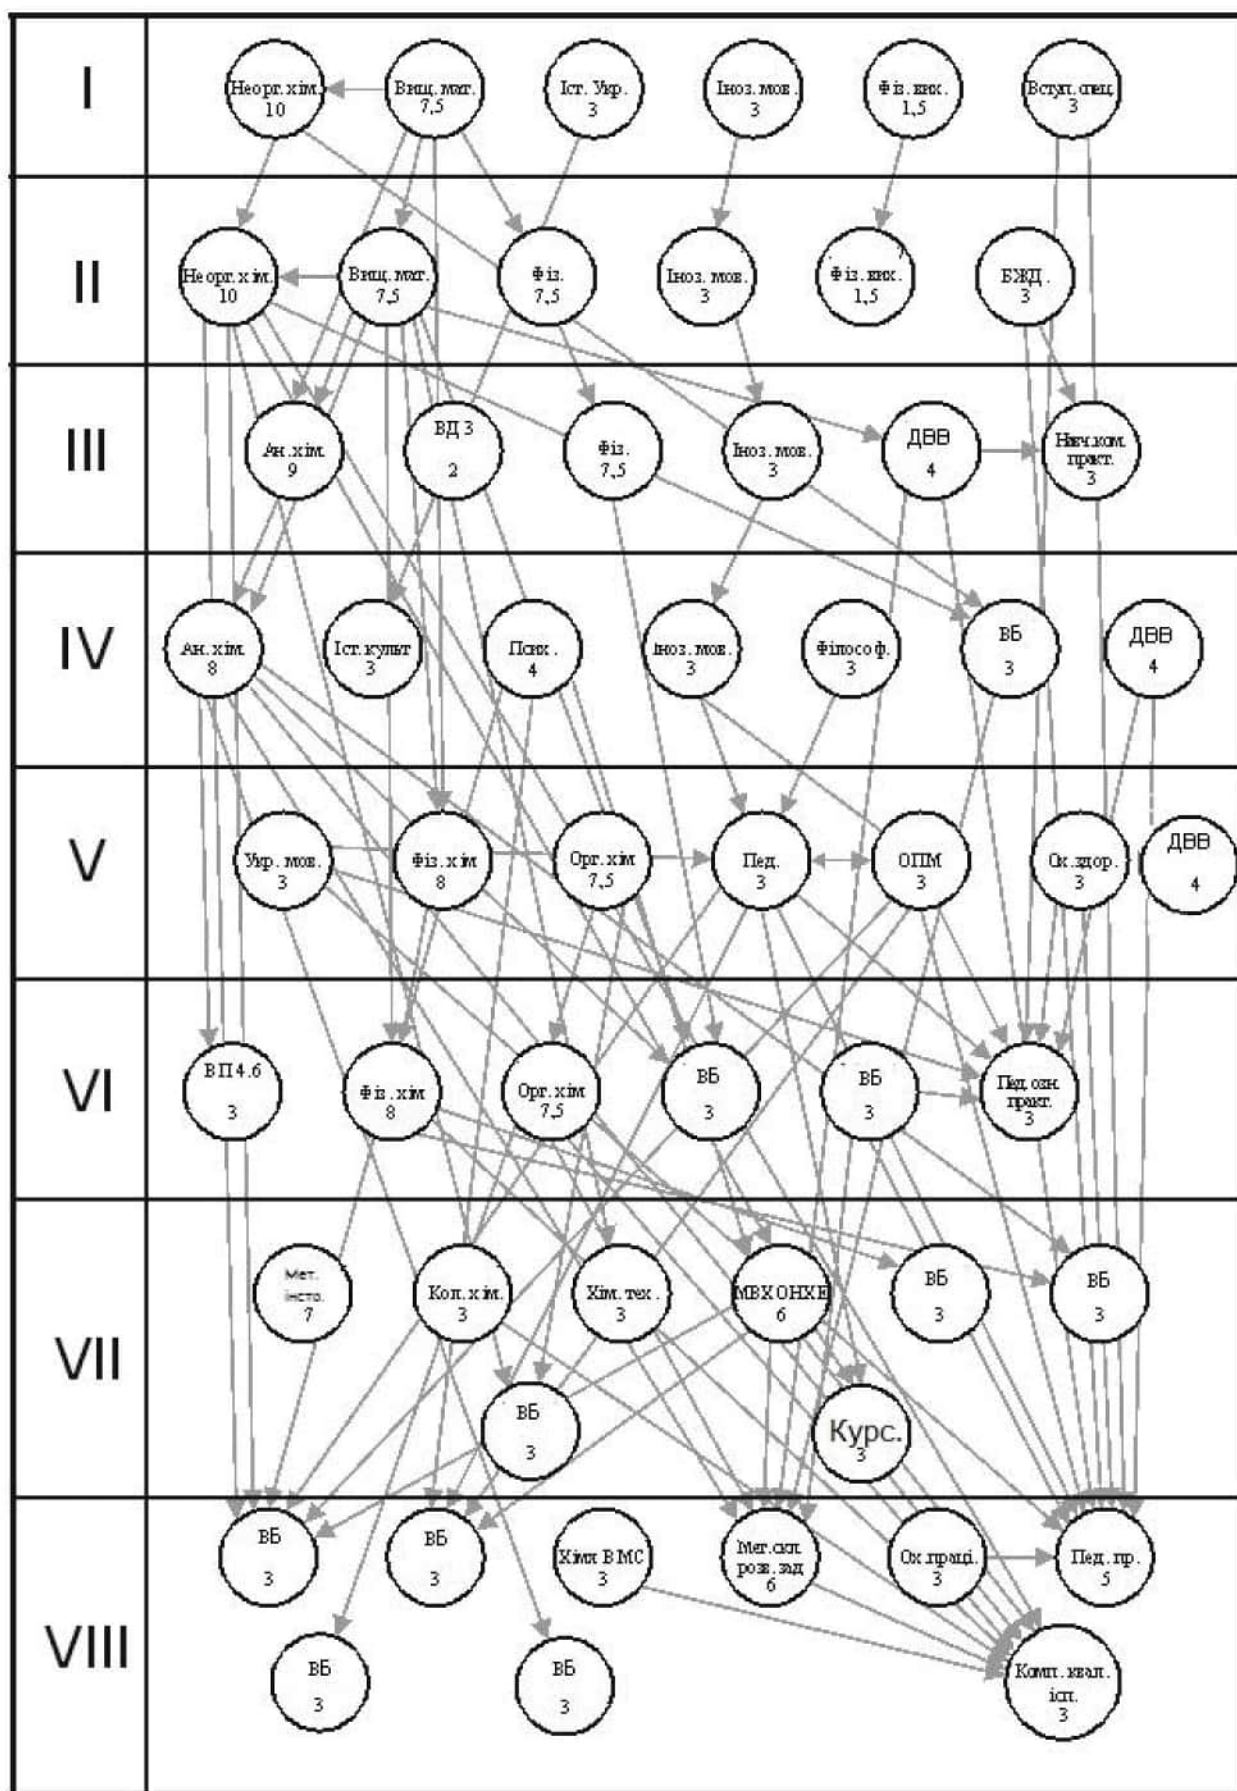 I
Неорг. хім.
10
Вищ. мат.
7,5
Іст. Укр.
3
Іноз. мов.
3
Фіз. вих.
1,5
Вступ. спец.
3
II
Неорг. хім.
10
Вищ. мат.
7,5
Фіз.
7,5
Іноз. мов.
3
Фіз. вих.
1,5
БЖД.
3
III
Ан. хім.
9
ВД 3
2
Фіз.
7,5
Іноз. мов.
3
ДВВ
4
Навч. ком.
практ.
3
IV
Ан. хім.
8
Іст. культ
3
Псих.
4
Іноз. мов.
3
Філософ.
3
ВБ
3
ДВВ
4
V
Укр. мов.
3
Фіз. хім
8
Орг. хім
7,5
Пед.
3
ОПМ
3
Ох. здор.
3
ДВВ
4
VI
ВП 4.6
3
Фіз. хім
8
Орг. хім
7,5
ВБ
3
ВБ
3
Пед. озн.
практ.
3
VII
Мет.
7
Кол. хім.
3
Хім. тех.
3
МВХОНХЕ
6
ВБ
3
ВБ
3
ВБ
3
Курс.
3
VIII
ВБ
3
ВБ
3
Хімя ВМС
3
Мет. скл.
розв. зад
6
Ох. праці.
3
Пед. пр.
5
ВБ
3
ВБ
3
Комп. квал.
ісп.
3